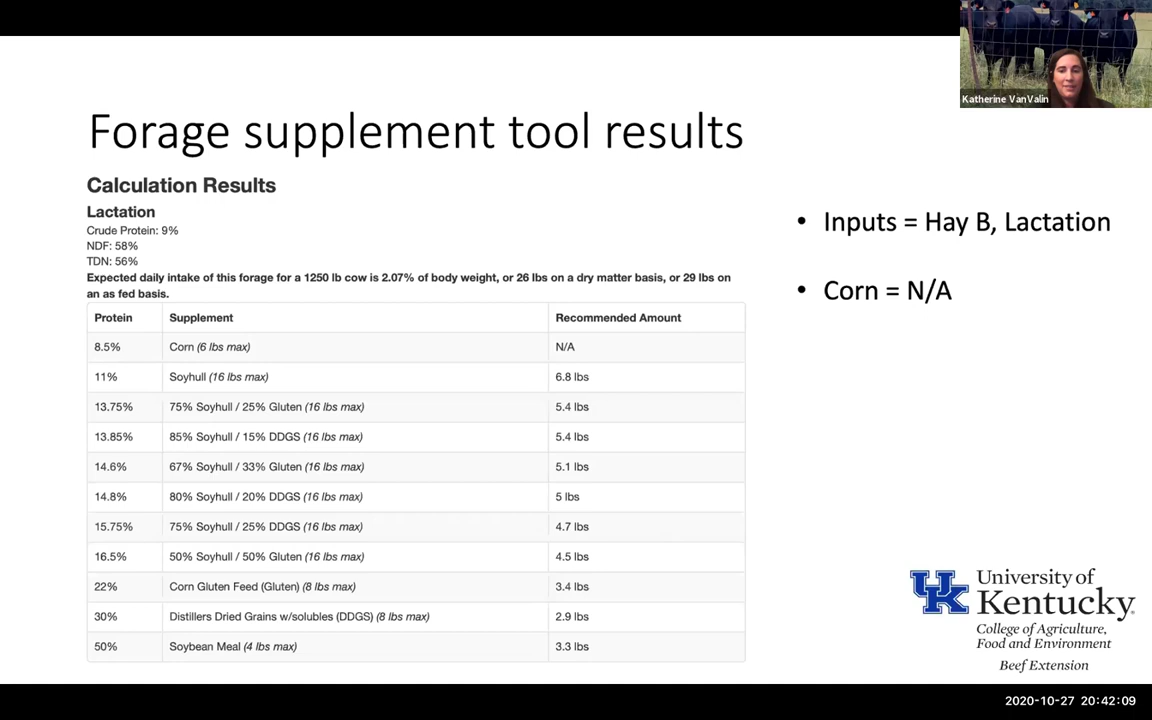 Katherine VanValin
Forage supplement tool results
Calculation Results
Lactation
Crude Protein: 9%
NDF: 58%
TDN: 56%
Expected daily intake of this forage for a 1250 lb cow is 2.07% of body weight, or 26 lbs on a dry matter basis, or 29 lbs on
an as fed basis.
Protein Supplement Recommended Amount
8.5% Corn (6 lbs max) N/A
11% Soyhull (16 lbs max) 6.8 lbs
13.75% 75% Soyhull / 25% Gluten (16 lbs max) 5.4 lbs
13.85% 85% Soyhull / 15% DDGS (16 lbs max) 5.4 lbs
14.6% 67% Soyhull / 33% Gluten (16 lbs max) 5.1 lbs
14.8% 80% Soyhull / 20% DDGS (16 lbs max) 5 lbs
15.75% 75% Soyhull / 25% DDGS (16 lbs max) 4.7 lbs
16.5% 50% Soyhull / 50% Gluten (16 lbs max) 4.5 lbs
22% Corn Gluten Feed (Gluten) (8 lbs max) 3.4 lbs
30% Distillers Dried Grains w/solubles (DDGS) (8 lbs max) 2.9 lbs
50% Soybean Meal (4 lbs max) 3.3 lbs
• Inputs = Hay B, Lactation
• Corn = N/A
UK
University of
Kentucky
College of Agriculture,
Food and Environment
Beef Extension
2020-10-27 20:42:09